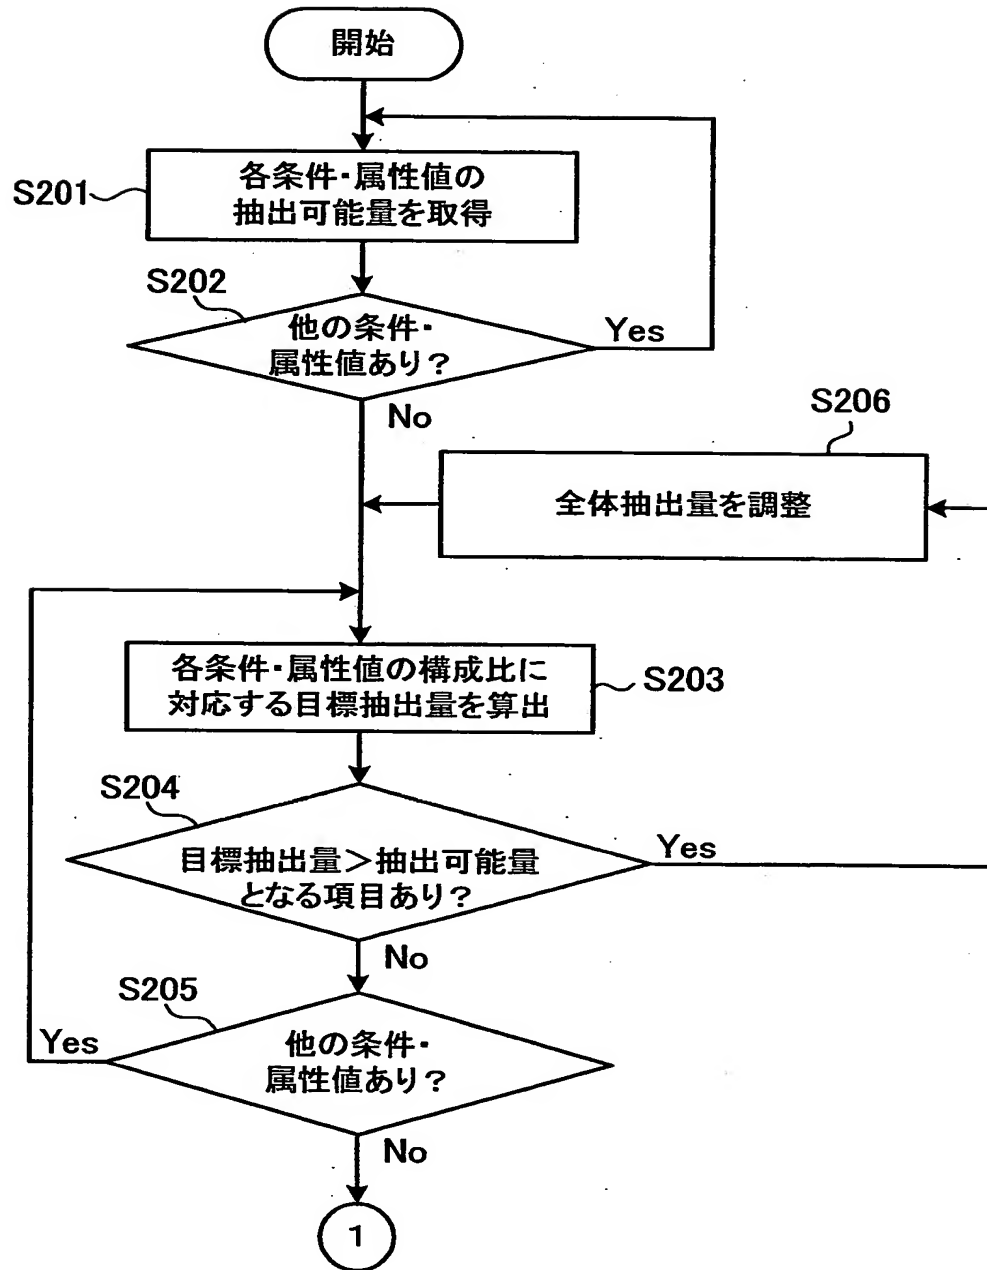 開始
S201
各条件・属性値の
抽出可能量を取得
S202
他の条件・
属性値あり？
Yes
No
S206
全体抽出量を調整
各条件・属性値の構成比に
対応する目標抽出量を算出
S203
S204
目標抽出量＞抽出可能量
となる項目あり？
Yes
No
S205
他の条件・
属性値あり？
Yes
No
1